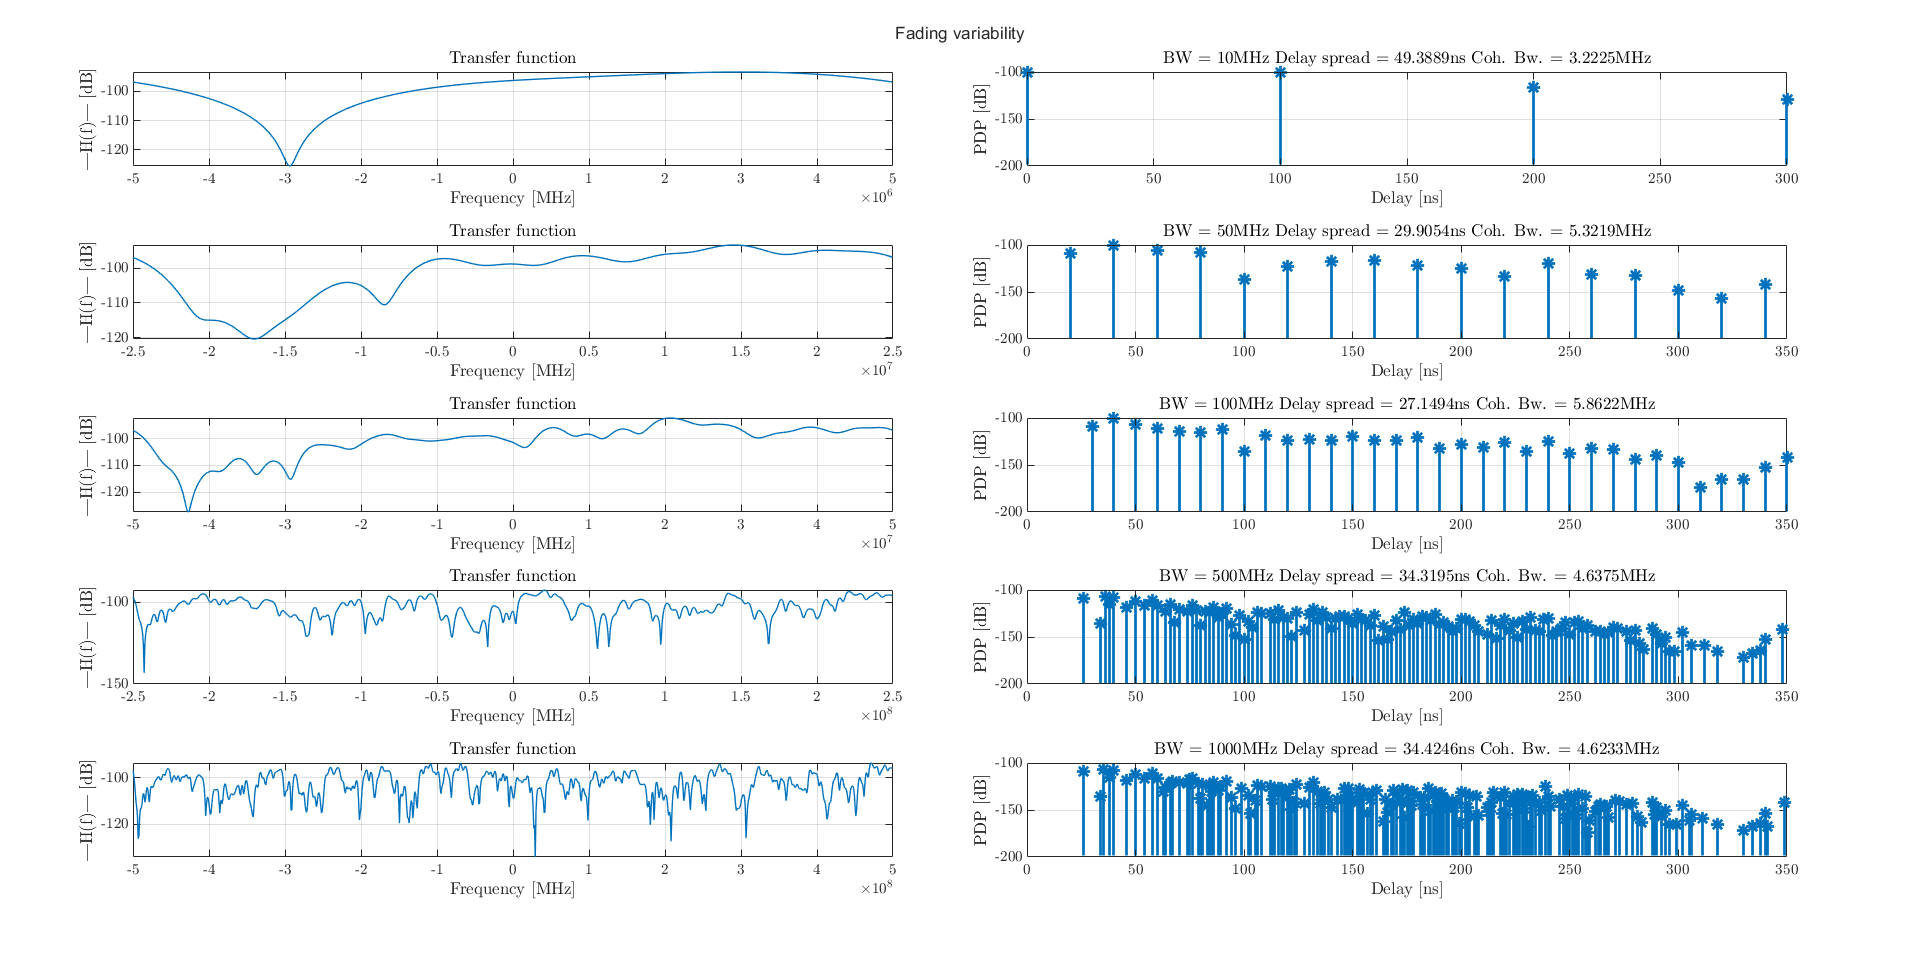 Fading variability
Transfer function
—H(f)— [dB]
-100
-110
-120
-5 -4 -3 -2 -1 0 1 2 3 4 5
Frequency [MHz]
×10^6
BW = 10MHz Delay spread = 49.3889ns Coh. Bw. = 3.2225MHz
PDP [dB]
-100
-150
-200
0 50 100 150 200 250 300
Delay [ns]
Transfer function
—H(f)— [dB]
-100
-110
-120
-2.5 -2 -1.5 -1 -0.5 0 0.5 1 1.5 2 2.5
Frequency [MHz]
×10^7
BW = 50MHz Delay spread = 29.9054ns Coh. Bw. = 5.3219MHz
PDP [dB]
-100
-150
-200
0 50 100 150 200 250 300 350
Delay [ns]
Transfer function
—H(f)— [dB]
-100
-110
-120
-5 -4 -3 -2 -1 0 1 2 3 4 5
Frequency [MHz]
×10^7
BW = 100MHz Delay spread = 27.1494ns Coh. Bw. = 5.8622MHz
PDP [dB]
-100
-150
-200
0 50 100 150 200 250 300 350
Delay [ns]
Transfer function
—H(f)— [dB]
-100
-150
-2.5 -2 -1.5 -1 -0.5 0 0.5 1 1.5 2 2.5
Frequency [MHz]
×10^8
BW = 500MHz Delay spread = 34.3195ns Coh. Bw. = 4.6375MHz
PDP [dB]
-100
-150
-200
0 50 100 150 200 250 300 350
Delay [ns]
Transfer function
—H(f)— [dB]
-100
-120
-5 -4 -3 -2 -1 0 1 2 3 4 5
Frequency [MHz]
×10^8
BW = 1000MHz Delay spread = 34.4246ns Coh. Bw. = 4.6233MHz
PDP [dB]
-100
-150
-200
0 50 100 150 200 250 300 350
Delay [ns]